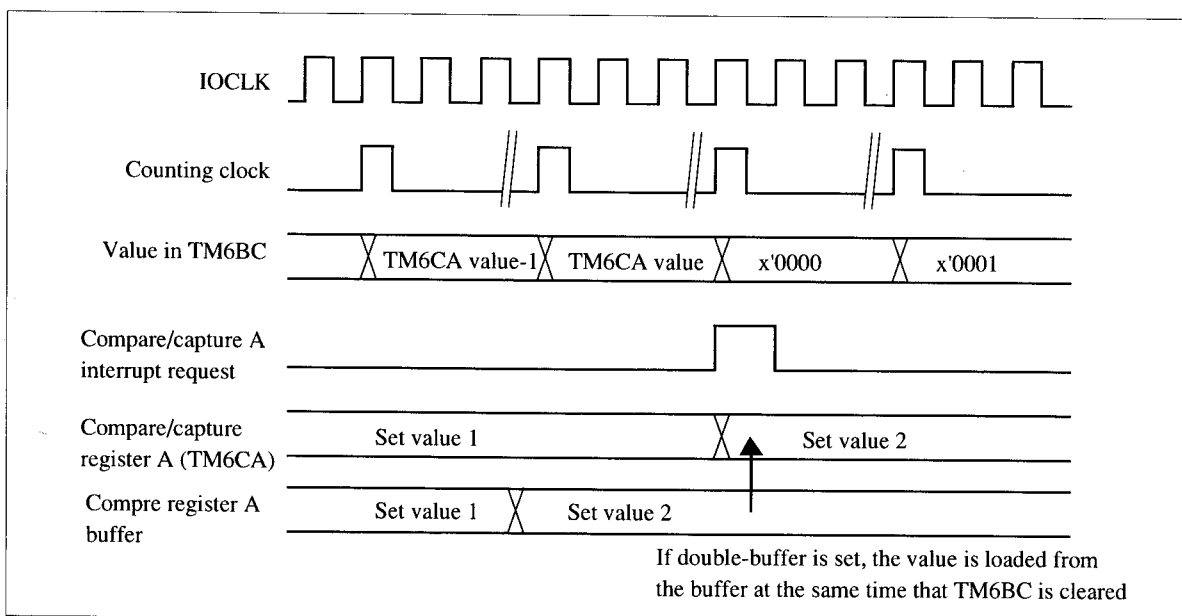 IOCLK
Counting clock
Value in TM6BC
TM6CA value-1
TM6CA value
x'0000
x'0001
Compare/capture A
interrupt request
Compare/capture
register A (TM6CA)
Set value 1
Set value 2
Compre register A
buffer
Set value 1
Set value 2
If double-buffer is set, the value is loaded from
the buffer at the same time that TM6BC is cleared